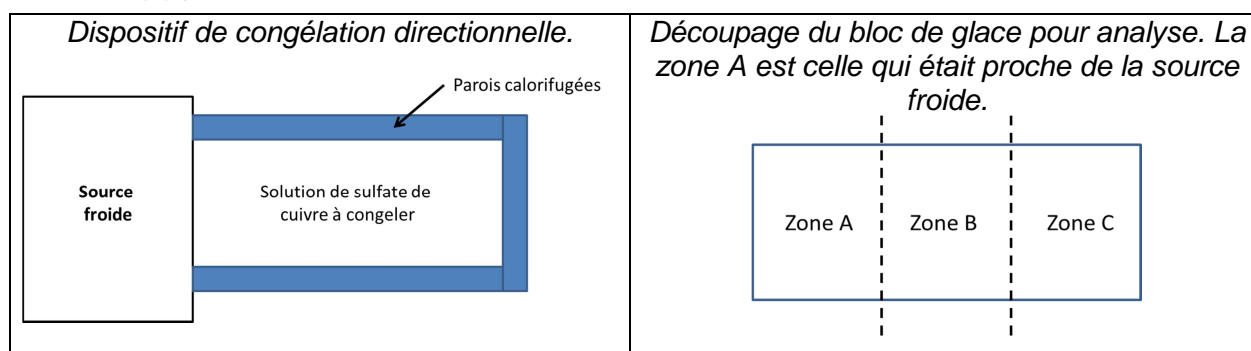 Dispositif de congélation directionnelle.
Parois calorifugées
Source
froide
Solution de sulfate de
cuivre à congeler
Découpage du bloc de glace pour analyse. La
zone A est celle qui était proche de la source
froide.
Zone A
Zone B
Zone C